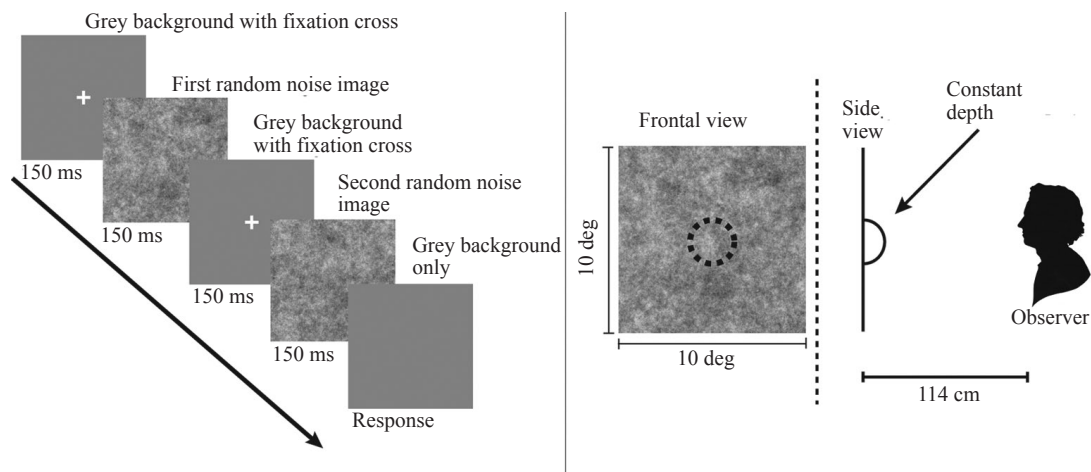 Grey background with fixation cross
150 ms
First random noise image
150 ms
Grey background
with fixation cross
150 ms
Second random noise
image
150 ms
Grey background
only
Response
Frontal view
10 deg
10 deg
Side
view
Constant
depth
Observer
114 cm